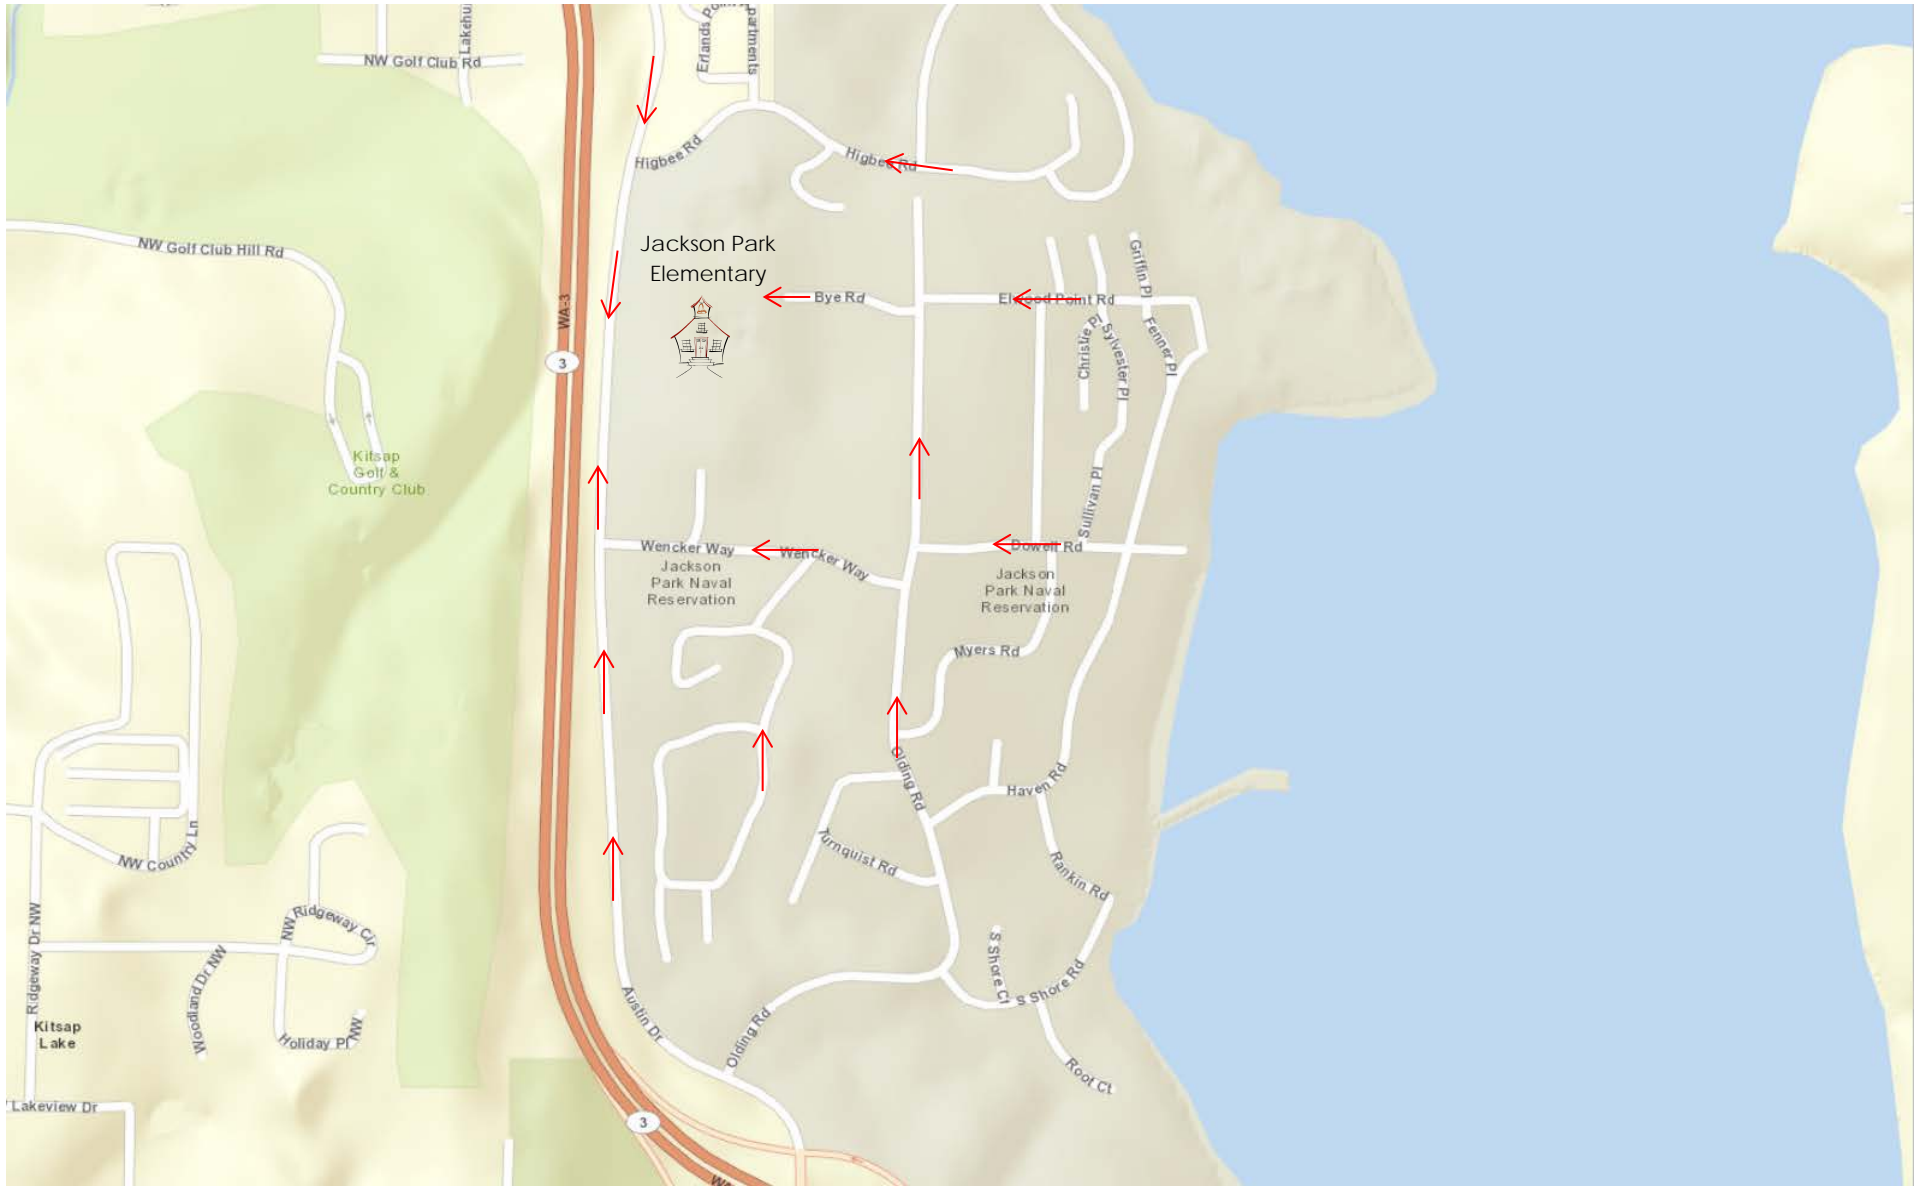 Lakehu
Erlands Point
partments
NW Golf Club Rd
Higbee Rd
Higbee Rd
NW Golf Club Hill Rd
Jackson Park
Elementary
Griffin Pl
WA-3
Bye Rd
Elwood Point Rd
Fenner Pl
Christie Pl
Sylvester Pl
3
Kitsap
Golf &
Country Club
Sullivan Pl
Wencker Way
Wencker Way
Dowell Rd
Jackson
Park Naval
Reservation
Jackson
Park Naval
Reservation
Myers Rd
Olding Rd
Haven Rd
Turnquist Rd
NW Country Ln
Rankin Rd
NW Ridgeway Cir
Ridgeway Dr NW
Woodland Dr NW
S Shore Ct
S Shore Rd
Austin Dr
Olding Rd
Kitsap
Lake
Holiday Pl NW
Root Ct
Lakeview Dr
3
WA